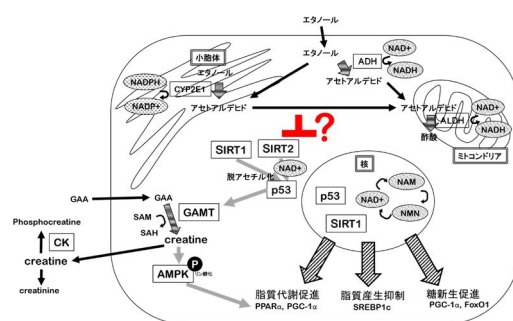 エタノール
エタノール
小胞体
エタノール
NADPH
CYP2E1
NADP+
アセトアルデヒド
ADH
NAD+
NADH
アセトアルデヒド
アセトアルデヒド
NAD+
ALDH
NADH
酢酸
ミトコンドリア
?
SIRT1
SIRT2
NAD+
脱アセチル化
p53
核
p53
SIRT1
NAM
NAD+
NMN
GAA
GAA
SAM
GAMT
SAH
creatine
Phosphocreatine
CK
creatine
creatinine
AMPK
P
リン酸化
脂質代謝促進
PPARα, PGC-1α
脂質産生抑制
SREBP1c
糖新生促進
PGC-1α, FoxO1